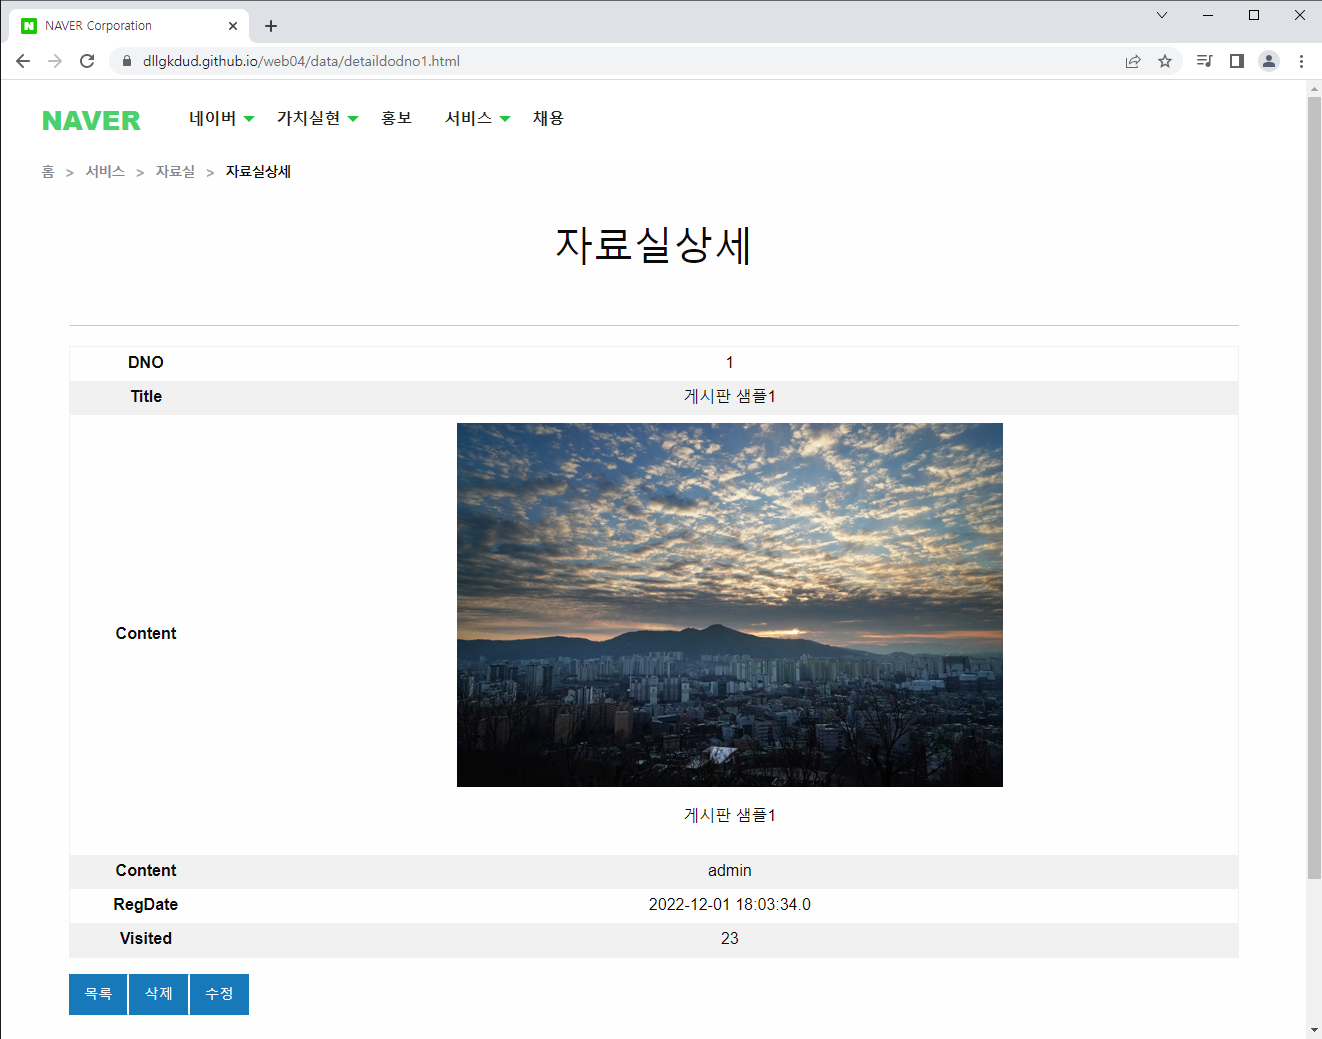 NAVER Corporation
dllgkdud.github.io/web04/data/detaildodno1.html
NAVER 네이버 가치실현 홍보 서비스 채용
홈 > 서비스 > 자료실 > 자료실상세
자료실상세
DNO 1
Title 게시판 샘플1
Content
게시판 샘플1
Content admin
RegDate 2022-12-01 18:03:34.0
Visited 23
목록 삭제 수정